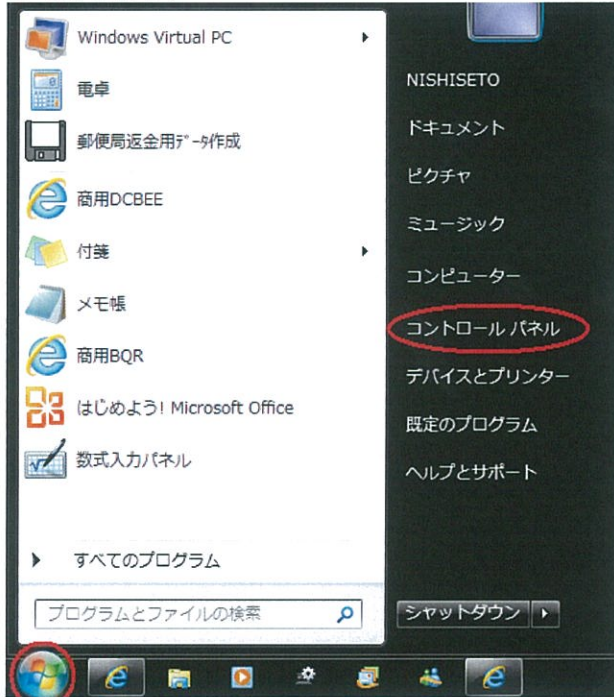 Windows Virtual PC
電卓
郵便局返金用ﾃﾞｰﾀ作成
商用DCBEE
付箋
メモ帳
商用BQR
はじめよう! Microsoft Office
数式入力パネル
すべてのプログラム
プログラムとファイルの検索
NISHISETO
ドキュメント
ピクチャ
ミュージック
コンピューター
コントロール パネル
デバイスとプリンター
既定のプログラム
ヘルプとサポート
シャットダウン